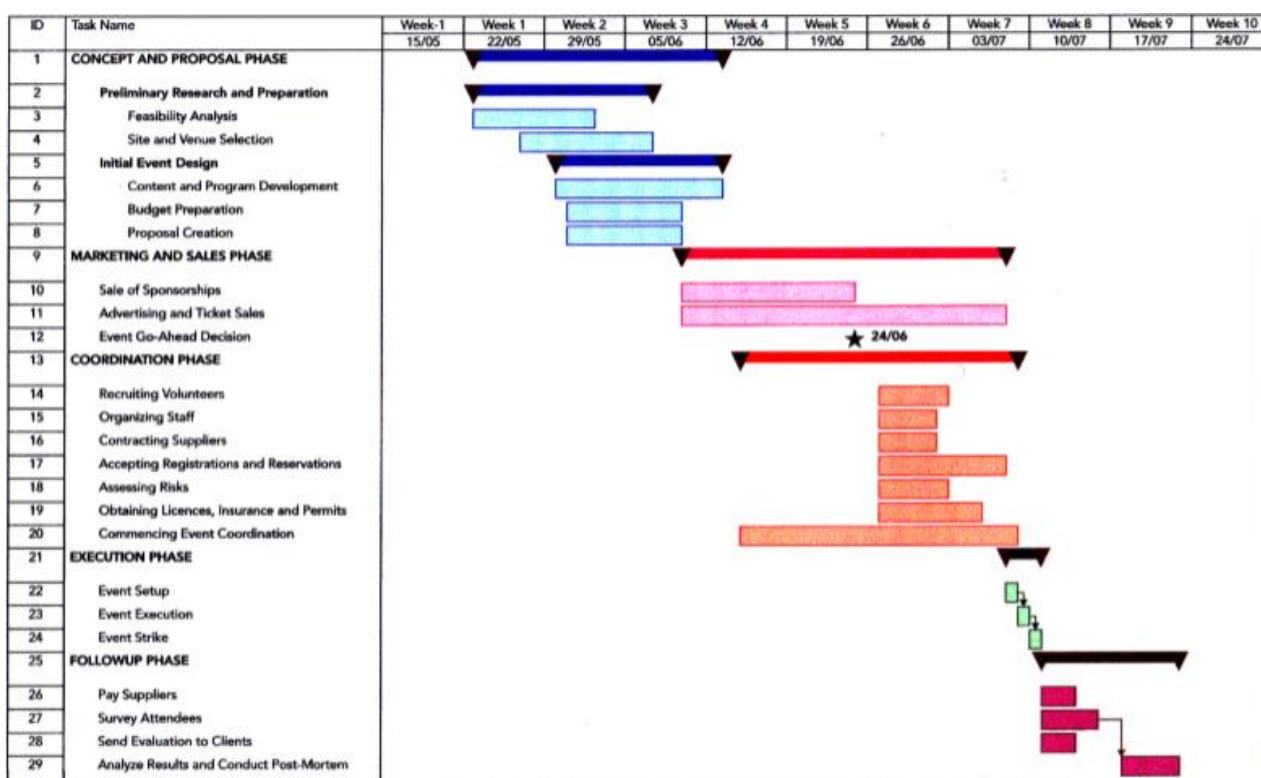 ID Task Name Week-1 Week 1 Week 2 Week 3 Week 4 Week 5 Week 6 Week 7 Week 8 Week 9 Week 10
15/05 22/05 29/05 05/06 12/06 19/06 26/06 03/07 10/07 17/07 24/07
1 CONCEPT AND PROPOSAL PHASE
2 Preliminary Research and Preparation
3 Feasibility Analysis
4 Site and Venue Selection
5 Initial Event Design
6 Content and Program Development
7 Budget Preparation
8 Proposal Creation
9 MARKETING AND SALES PHASE
10 Sale of Sponsorships
11 Advertising and Ticket Sales
12 Event Go-Ahead Decision 24/06
13 COORDINATION PHASE
14 Recruiting Volunteers
15 Organizing Staff
16 Contracting Suppliers
17 Accepting Registrations and Reservations
18 Assessing Risks
19 Obtaining Licences, Insurance and Permits
20 Commencing Event Coordination
21 EXECUTION PHASE
22 Event Setup
23 Event Execution
24 Event Strike
25 FOLLOWUP PHASE
26 Pay Suppliers
27 Survey Attendees
28 Send Evaluation to Clients
29 Analyze Results and Conduct Post-Mortem